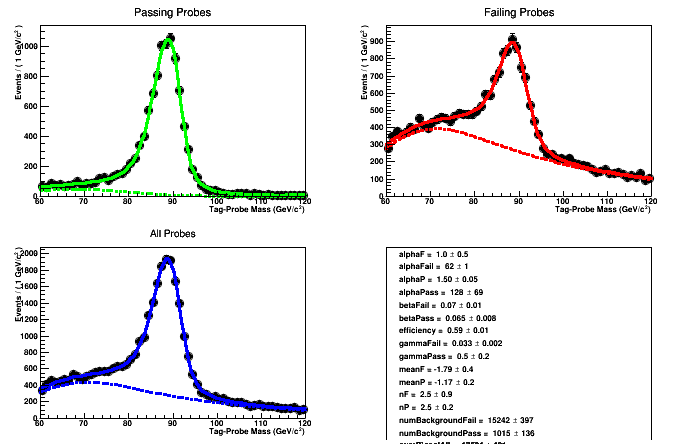 Passing Probes
Events / ( 1 GeV/c²)
1000
800
600
400
200
60 70 80 90 100 110 120
Tag-Probe Mass (GeV/c²)
Failing Probes
Events / ( 1 GeV/c²)
900
800
700
600
500
400
300
200
100
0
60 70 80 90 100 110 120
Tag-Probe Mass (GeV/c²)
All Probes
Events / ( 1 GeV/c²)
2000
1800
1600
1400
1200
1000
800
600
400
200
0
60 70 80 90 100 110 120
Tag-Probe Mass (GeV/c²)
alphaF = 1.0 ± 0.5
alphaFail = 62 ± 1
alphaP = 1.50 ± 0.05
alphaPass = 128 ± 69
betaFail = 0.07 ± 0.01
betaPass = 0.065 ± 0.008
efficiency = 0.59 ± 0.01
gammaFail = 0.033 ± 0.002
gammaPass = 0.5 ± 0.2
meanF = -1.79 ± 0.4
meanP = -1.17 ± 0.2
nF = 2.5 ± 0.9
nP = 2.5 ± 0.2
numBackgroundFail = 15242 ± 397
numBackgroundPass = 1015 ± 136